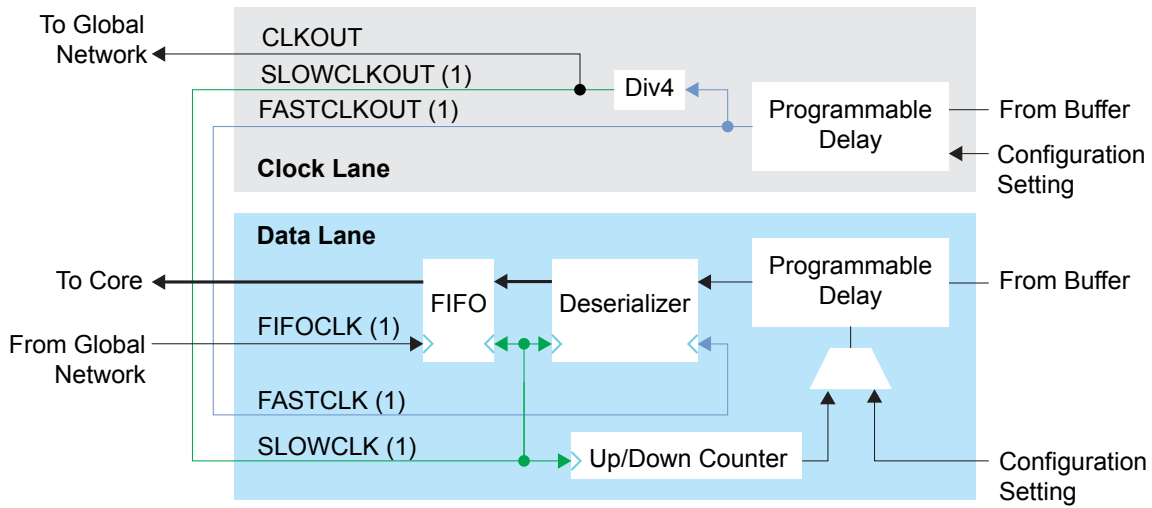 To Global
Network
CLKOUT
SLOWCLKOUT (1)
FASTCLKOUT (1)
Div4
Programmable
Delay
From Buffer
Configuration
Setting
Clock Lane
Data Lane
To Core
FIFO
Deserializer
Programmable
Delay
From Buffer
FIFOCLK (1)
From Global
Network
FASTCLK (1)
SLOWCLK (1)
Up/Down Counter
Configuration
Setting